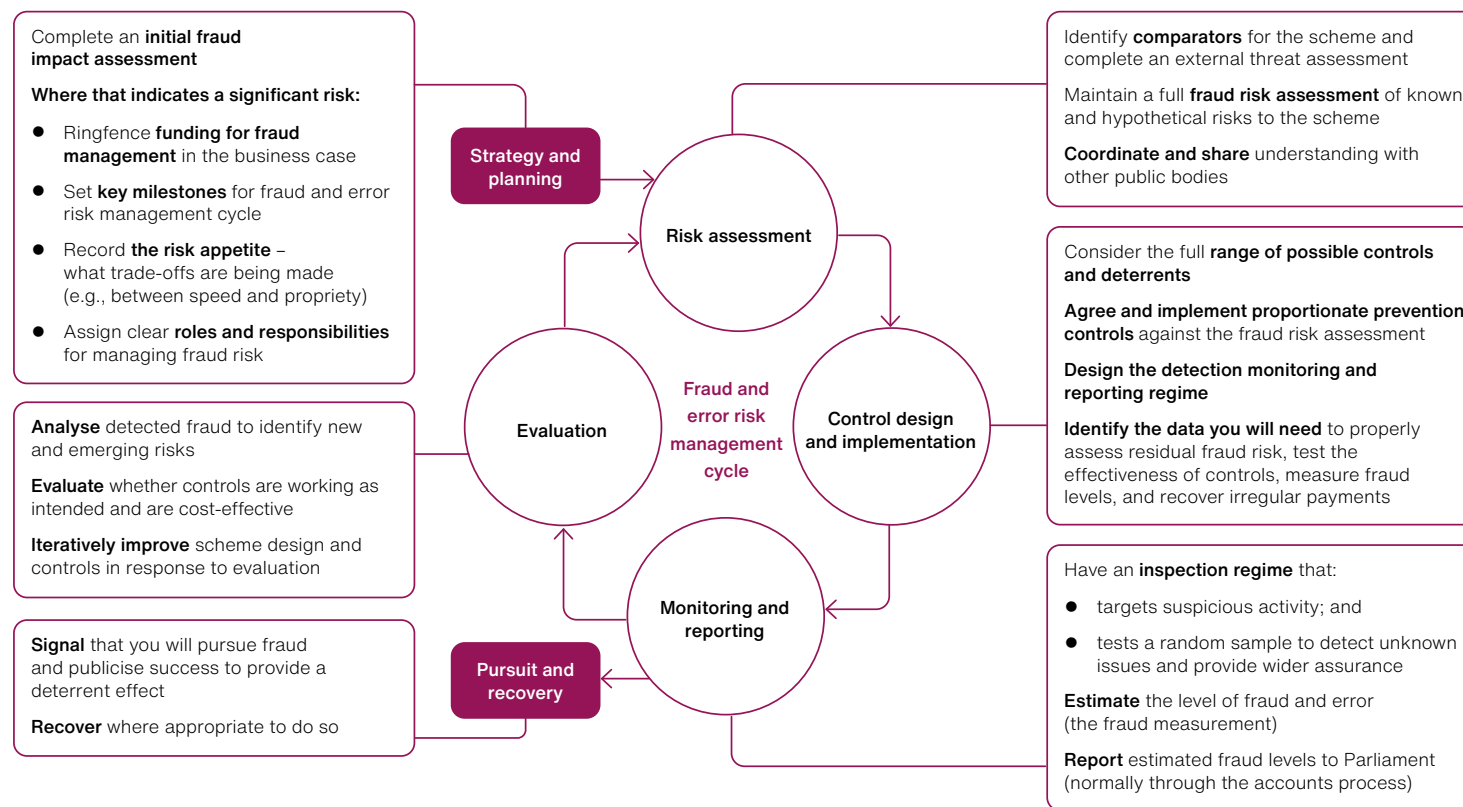 Complete an initial fraud
impact assessment
Where that indicates a significant risk:
● Ringfence funding for fraud
management in the business case
● Set key milestones for fraud and error
risk management cycle
● Record the risk appetite –
what trade-offs are being made
(e.g., between speed and propriety)
● Assign clear roles and responsibilities
for managing fraud risk
Strategy and
planning
Risk assessment
Identify comparators for the scheme and
complete an external threat assessment
Maintain a full fraud risk assessment of known
and hypothetical risks to the scheme
Coordinate and share understanding with
other public bodies
Fraud and
error risk
management
cycle
Control design
and implementation
Consider the full range of possible controls
and deterrents
Agree and implement proportionate prevention
controls against the fraud risk assessment
Design the detection monitoring and
reporting regime
Identify the data you will need to properly
assess residual fraud risk, test the
effectiveness of controls, measure fraud
levels, and recover irregular payments
Evaluation
Analyse detected fraud to identify new
and emerging risks
Evaluate whether controls are working as
intended and are cost-effective
Iteratively improve scheme design and
controls in response to evaluation
Monitoring and
reporting
Have an inspection regime that:
● targets suspicious activity; and
● tests a random sample to detect unknown
issues and provide wider assurance
Estimate the level of fraud and error
(the fraud measurement)
Report estimated fraud levels to Parliament
(normally through the accounts process)
Pursuit and
recovery
Signal that you will pursue fraud
and publicise success to provide a
deterrent effect
Recover where appropriate to do so